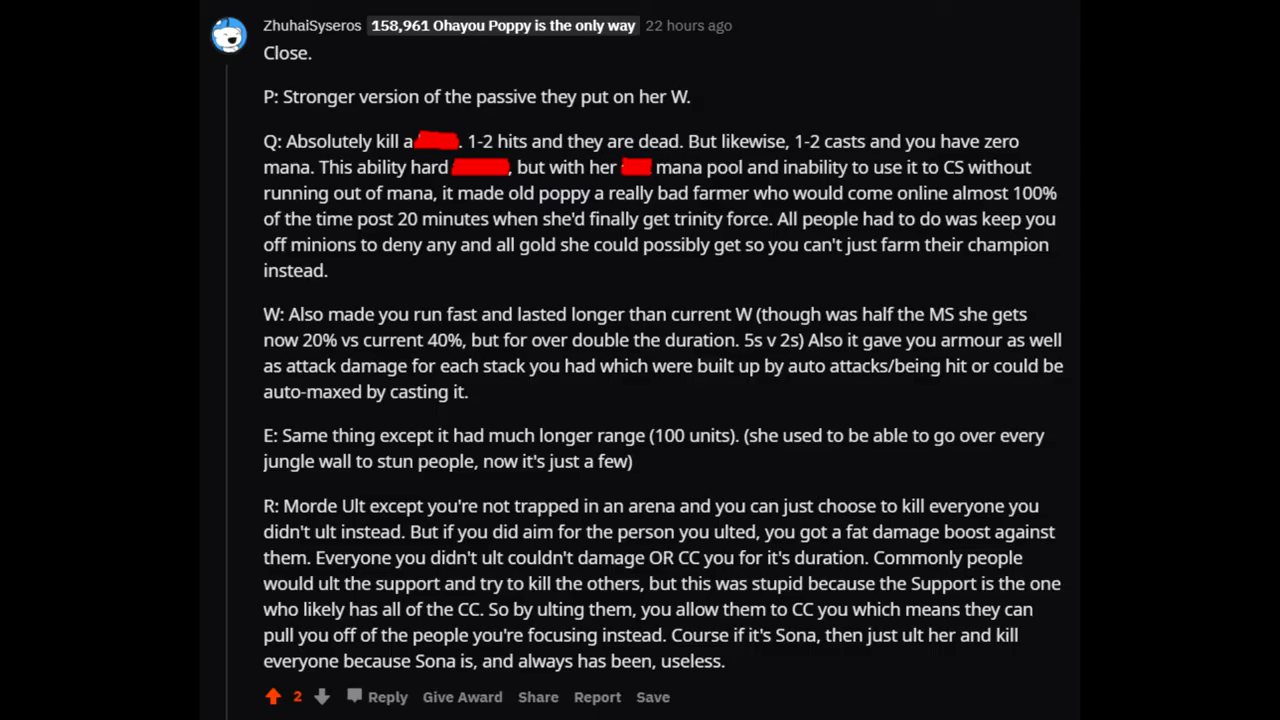 ZhuhaiSyseros 158,961 Ohayou Poppy is the only way 22 hours ago
Close.
P: Stronger version of the passive they put on her W.
Q: Absolutely kill a . 1-2 hits and they are dead. But likewise, 1-2 casts and you have zero
mana. This ability hard , but with her mana pool and inability to use it to CS without
running out of mana, it made old poppy a really bad farmer who would come online almost 100%
of the time post 20 minutes when she'd finally get trinity force. All people had to do was keep you
off minions to deny any and all gold she could possibly get so you can't just farm their champion
instead.
W: Also made you run fast and lasted longer than current W (though was half the MS she gets
now 20% vs current 40%, but for over double the duration. 5s v 2s) Also it gave you armour as well
as attack damage for each stack you had which were built up by auto attacks/being hit or could be
auto-maxed by casting it.
E: Same thing except it had much longer range (100 units). (she used to be able to go over every
jungle wall to stun people, now it's just a few)
R: Morde Ult except you're not trapped in an arena and you can just choose to kill everyone you
didn't ult instead. But if you did aim for the person you ulted, you got a fat damage boost against
them. Everyone you didn't ult couldn't damage OR CC you for it's duration. Commonly people
would ult the support and try to kill the others, but this was stupid because the Support is the one
who likely has all of the CC. So by ulting them, you allow them to CC you which means they can
pull you off of the people you're focusing instead. Course if it's Sona, then just ult her and kill
everyone because Sona is, and always has been, useless.
2 Reply Give Award Share Report Save